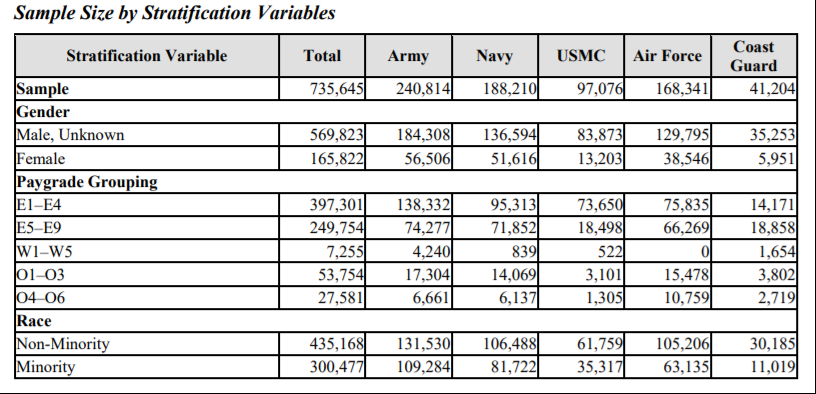 Sample Size by Stratification Variables
Stratification Variable Total Army Navy USMC Air Force Coast Guard
Sample 735,645 240,814 188,210 97,076 168,341 41,204
Gender
Male, Unknown 569,823 184,308 136,594 83,873 129,795 35,253
Female 165,822 56,506 51,616 13,203 38,546 5,951
Paygrade Grouping
E1–E4 397,301 138,332 95,313 73,650 75,835 14,171
E5–E9 249,754 74,277 71,852 18,498 66,269 18,858
W1–W5 7,255 4,240 839 522 0 1,654
O1–O3 53,754 17,304 14,069 3,101 15,478 3,802
O4–O6 27,581 6,661 6,137 1,305 10,759 2,719
Race
Non-Minority 435,168 131,530 106,488 61,759 105,206 30,185
Minority 300,477 109,284 81,722 35,317 63,135 11,019